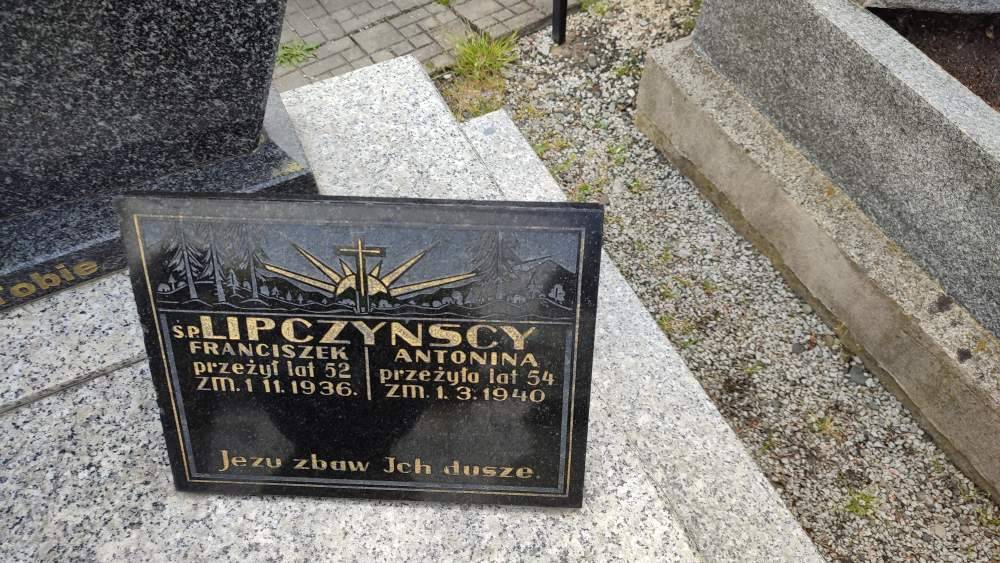 obie
Ś.P. LIPCZYNSCY
FRANCISZEK
przeżył lat 52
ZM. 1 11. 1936.
ANTONINA
przeżyła lat 54
ZM. 1. 3. 1940
Jezu zbaw Jch dusze.